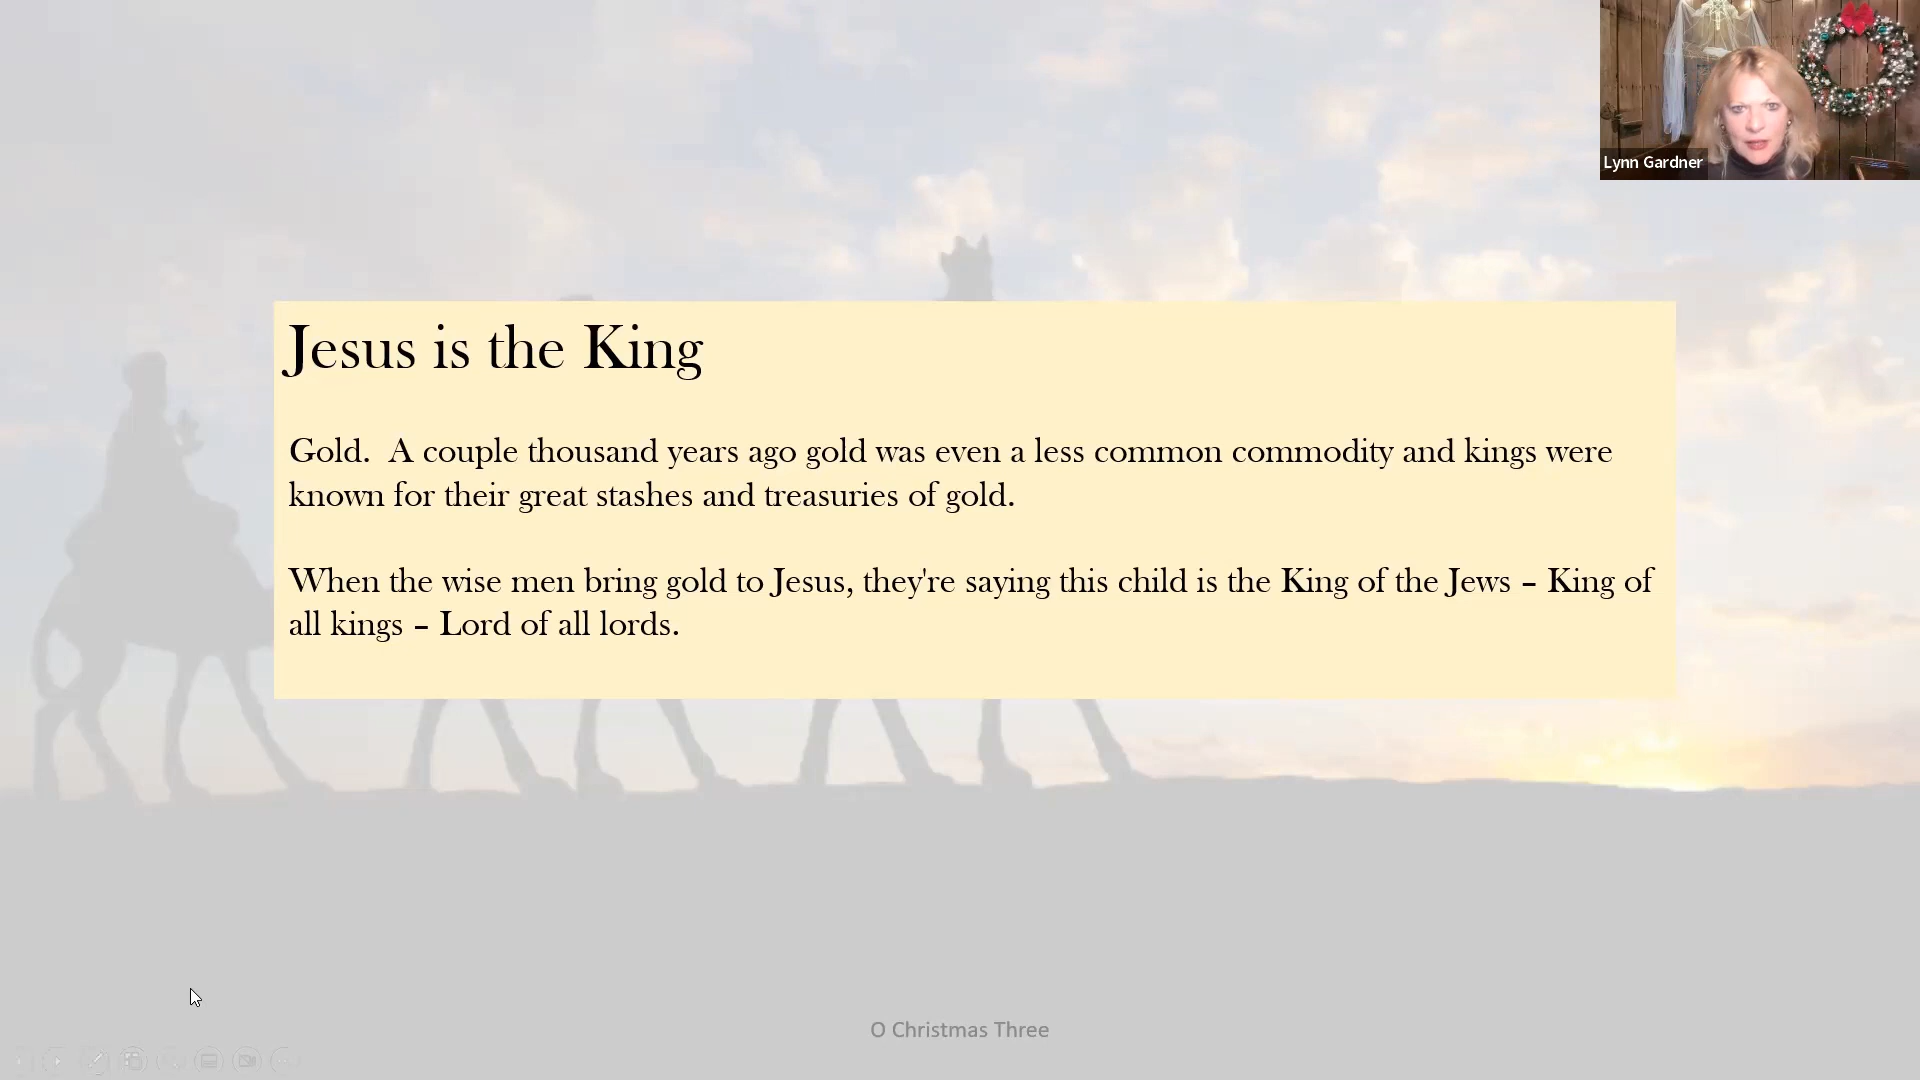 Lynn Gardner
Jesus is the King
Gold.  A couple thousand years ago gold was even a less common commodity and kings were
known for their great stashes and treasuries of gold.
When the wise men bring gold to Jesus, they're saying this child is the King of the Jews – King of
all kings – Lord of all lords.
O Christmas Three